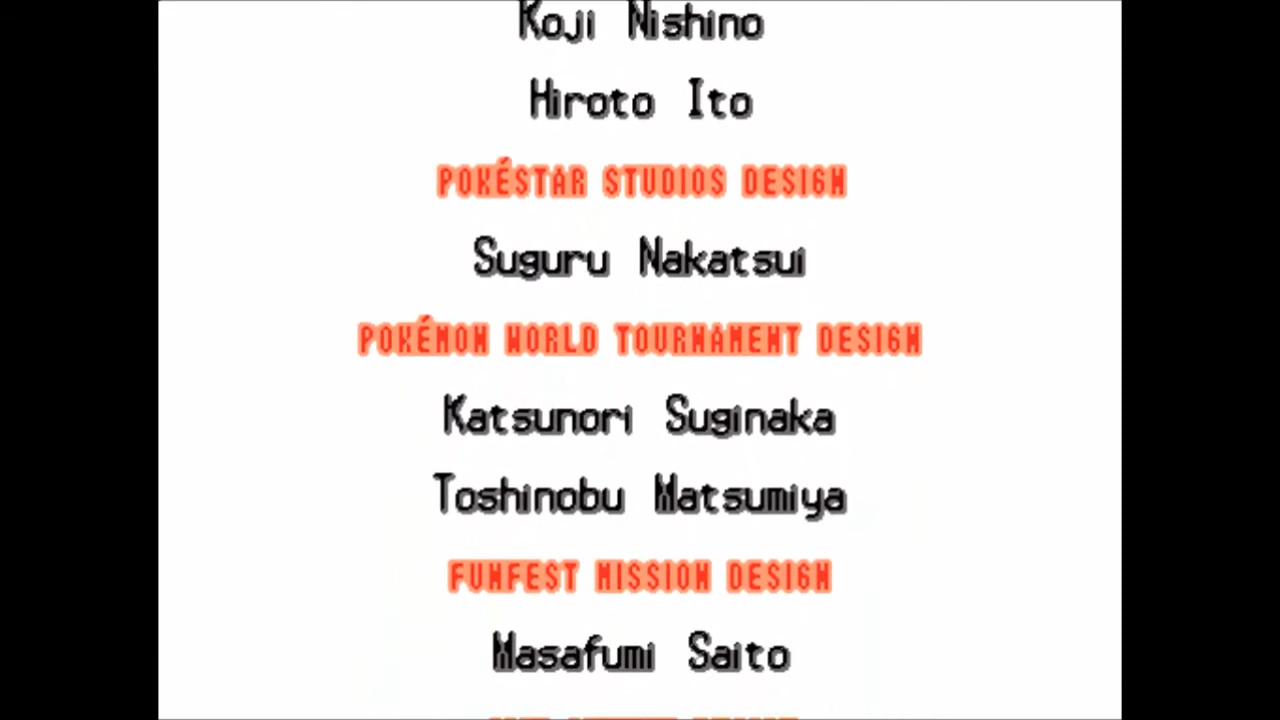 Koji Nishino
Hiroto Ito
POKÉSTAR STUDIOS DESIGN
Suguru Nakatsui
POKÉMON WORLD TOURNAMENT DESIGN
Katsunori Suginaka
Toshinobu Matsumiya
FUNFEST MISSION DESIGN
Masafumi Saito